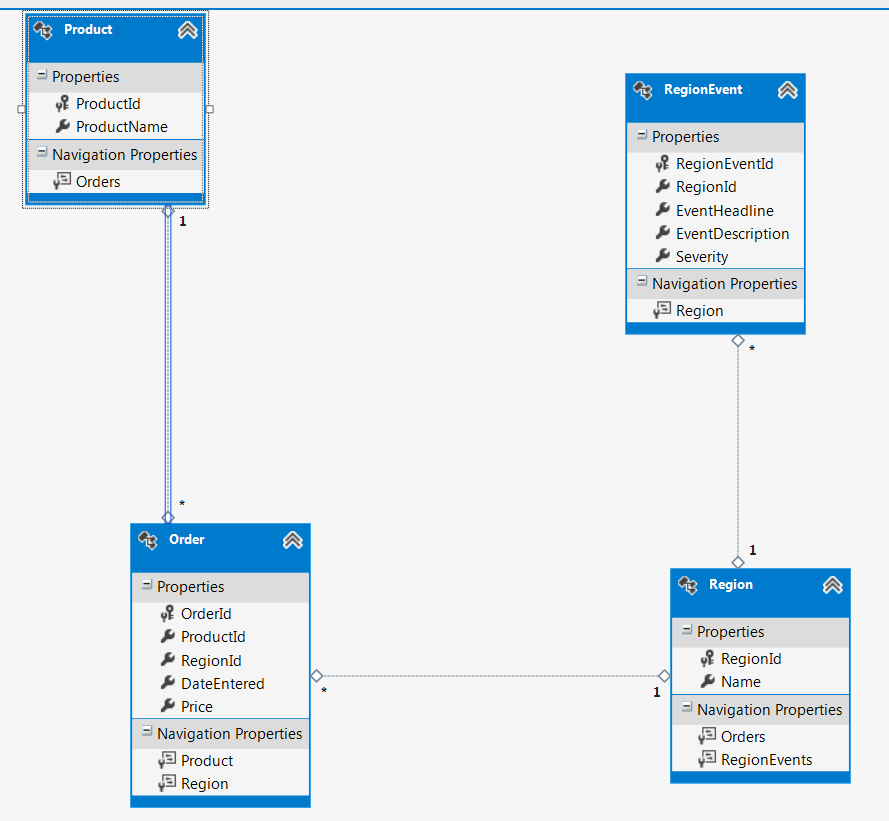 Product
Properties
ProductId
ProductName
Navigation Properties
Orders
1
*
RegionEvent
Properties
RegionEventId
RegionId
EventHeadline
EventDescription
Severity
Navigation Properties
Region
*
1
Order
Properties
OrderId
ProductId
RegionId
DateEntered
Price
Navigation Properties
Product
Region
*
1
Region
Properties
RegionId
Name
Navigation Properties
Orders
RegionEvents